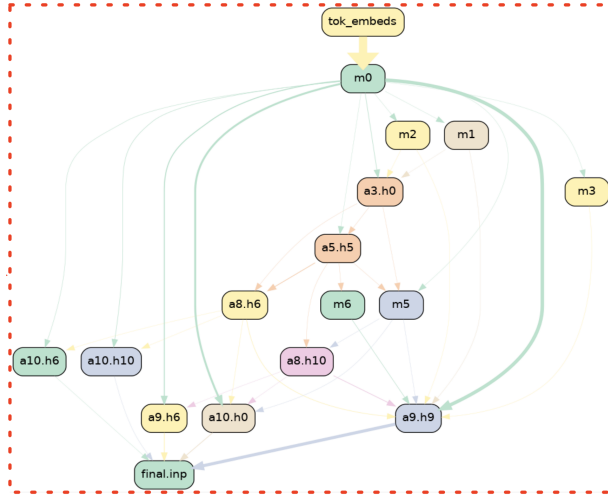 tok_embeds
m0
m2
m1
a3.h0
m3
a5.h5
a8.h6
m6
m5
a10.h6
a10.h10
a8.h10
a9.h6
a10.h0
a9.h9
final.inp